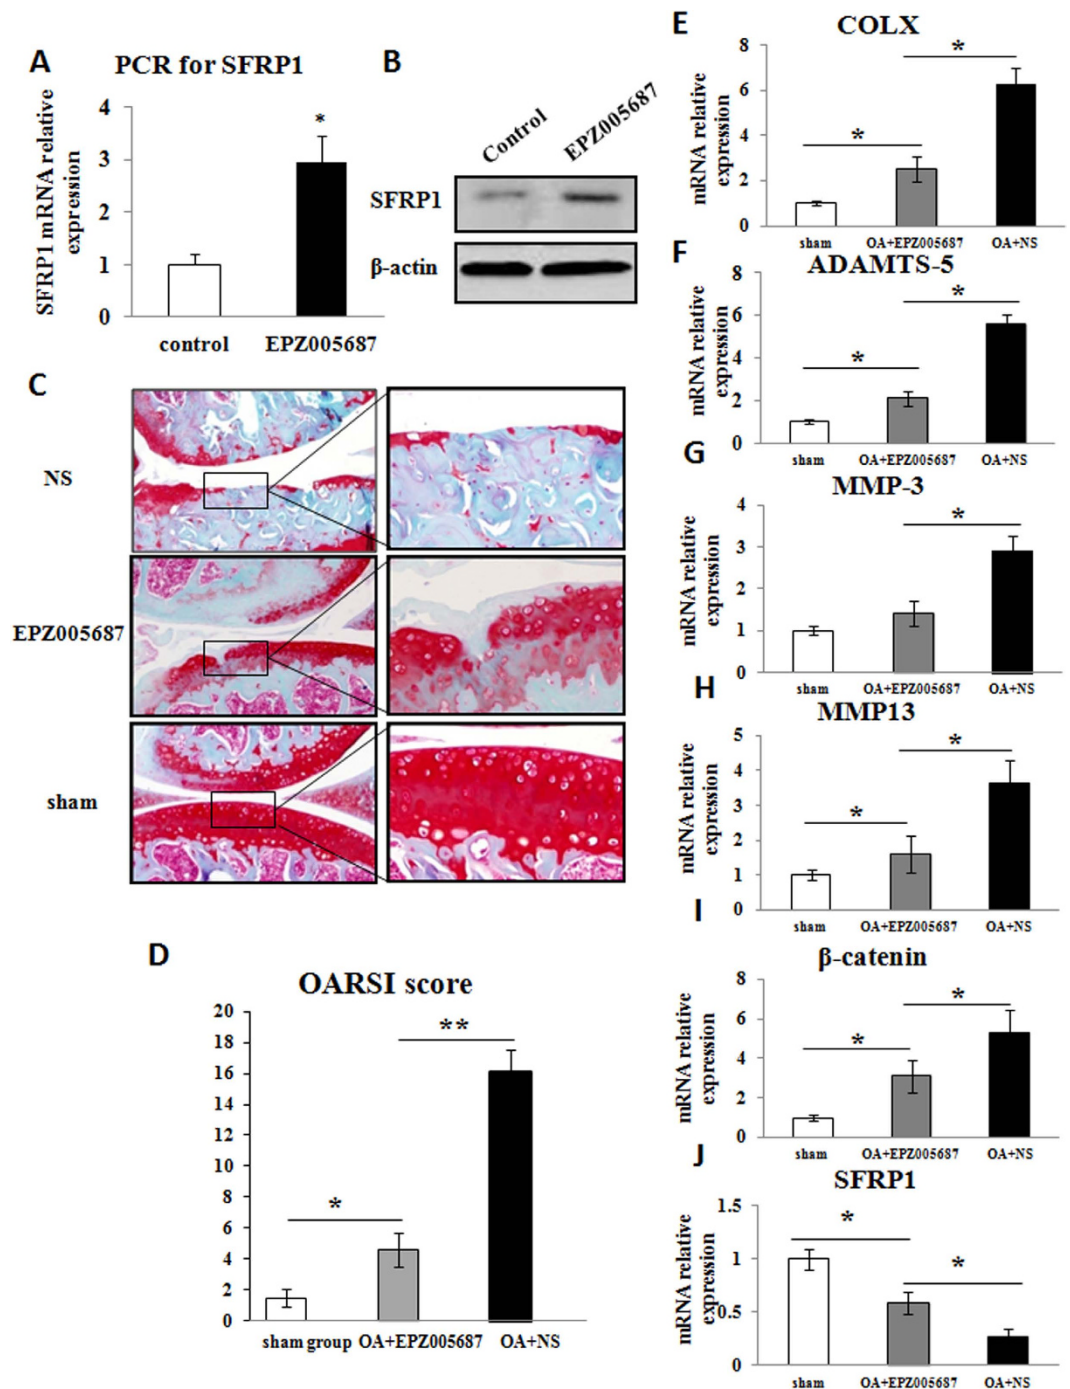 A
PCR for SFRP1
SFRP1 mRNA relative
expression
4
3
2
1
0
*
control
EPZ005687
B
Control
EPZ005687
SFRP1
β-actin
C
NS
EPZ005687
sham
D
OARSI score
20
18
16
14
12
10
8
6
4
2
0
*
**
sham group
OA+EPZ005687
OA+NS
E
COLX
mRNA relative
expression
8
6
4
2
0
*
*
sham
OA+EPZ005687
OA+NS
F
ADAMTS-5
mRNA relative
expression
8
6
4
2
0
*
*
sham
OA+EPZ005687
OA+NS
G
MMP-3
mRNA relative
expression
4
3
2
1
0
*
sham
OA+EPZ005687
OA+NS
H
MMP13
mRNA relative
expression
5
4
3
2
1
0
*
*
sham
OA+EPZ005687
OA+NS
I
β-catenin
mRNA relative
expression
8
6
4
2
0
*
*
sham
OA+EPZ005687
OA+NS
J
SFRP1
mRNA relative
expression
1.5
1
0.5
0
*
*
sham
OA+EPZ005687
OA+NS